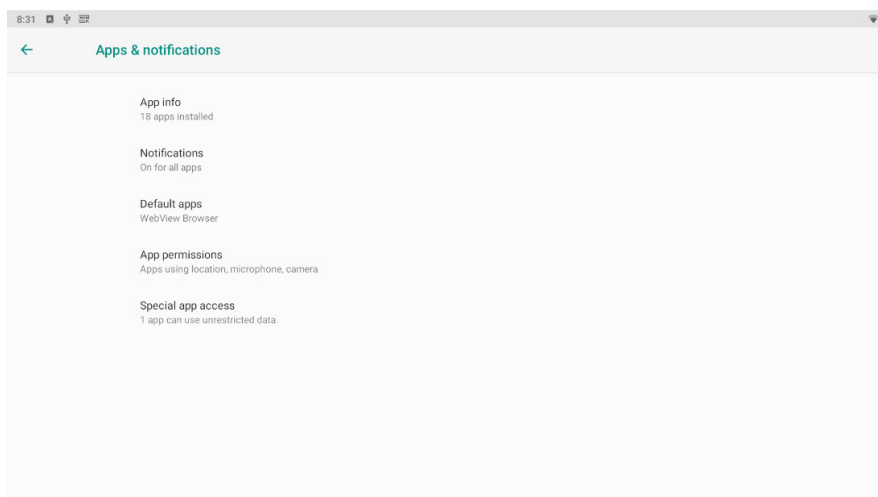 8:31
Apps & notifications
App info
18 apps installed
Notifications
On for all apps
Default apps
WebView Browser
App permissions
Apps using location, microphone, camera
Special app access
1 app can use unrestricted data